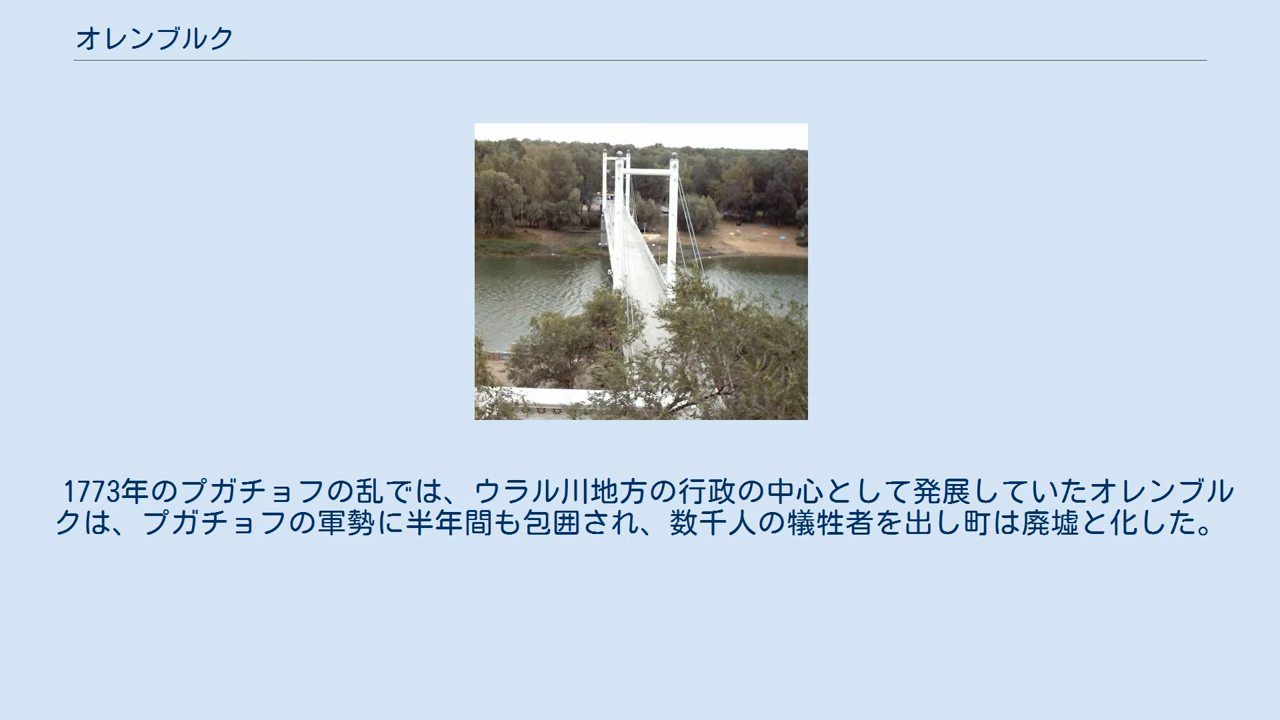 オレンブルク
1773年のプガチョフの乱では、ウラル川地方の行政の中心として発展していたオレンブル
クは、プガチョフの軍勢に半年間も包囲され、数千人の犠牲者を出し町は廃墟と化した。